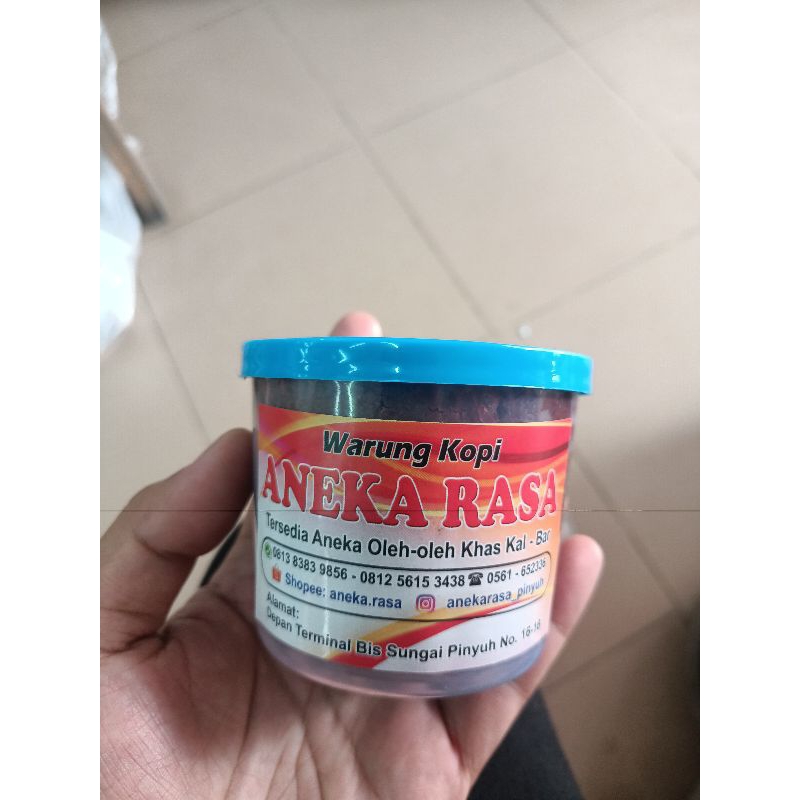 Warung Kopi
ANEKA RASA
Tersedia Aneka Oleh-oleh Khas Kal - Bar
0813 8383 9856 - 0812 5615 3438 ☎ 0561 - 652336
Shopee: aneka.rasa anekarasa_pinyuh
Alamat:
Depan Terminal Bis Sungai Pinyuh No. 16-18